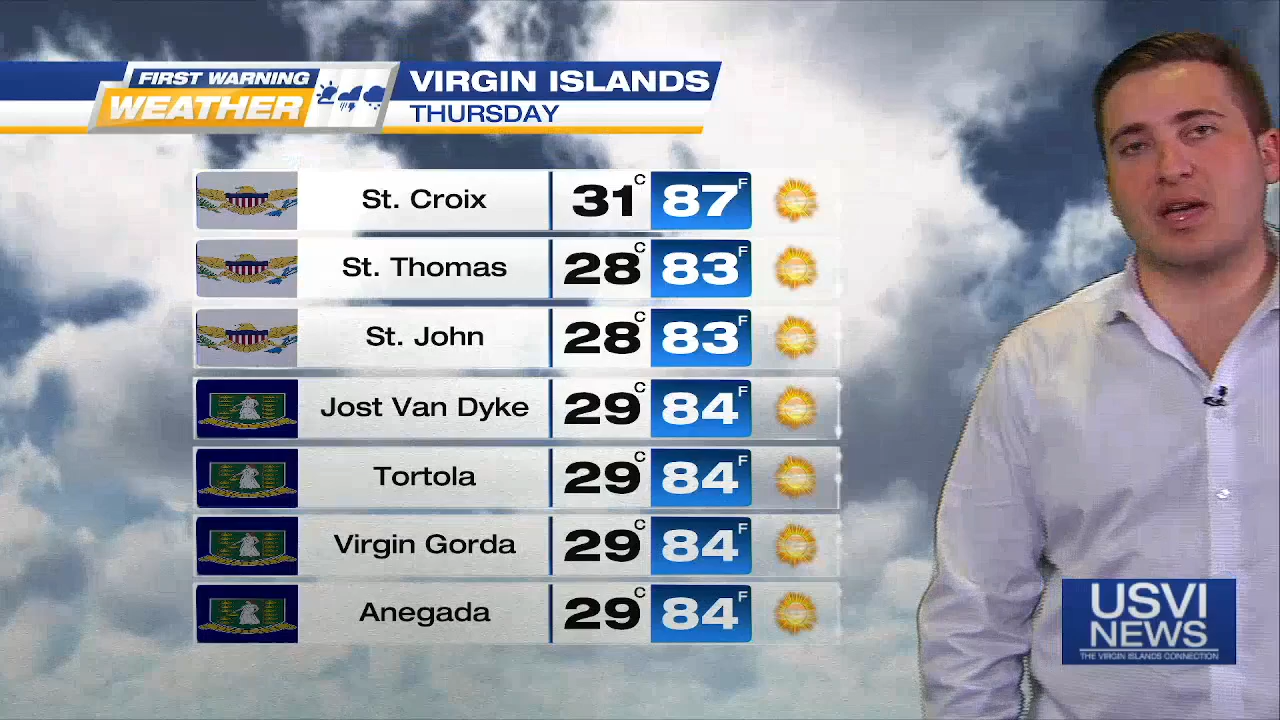 FIRST WARNING
WEATHER
VIRGIN ISLANDS
THURSDAY
St. Croix 31 C 87 F
St. Thomas 28 C 83 F
St. John 28 C 83 F
Jost Van Dyke 29 C 84 F
Tortola 29 C 84 F
Virgin Gorda 29 C 84 F
Anegada 29 C 84 F
USVI
NEWS
THE VIRGIN ISLANDS CONNECTION